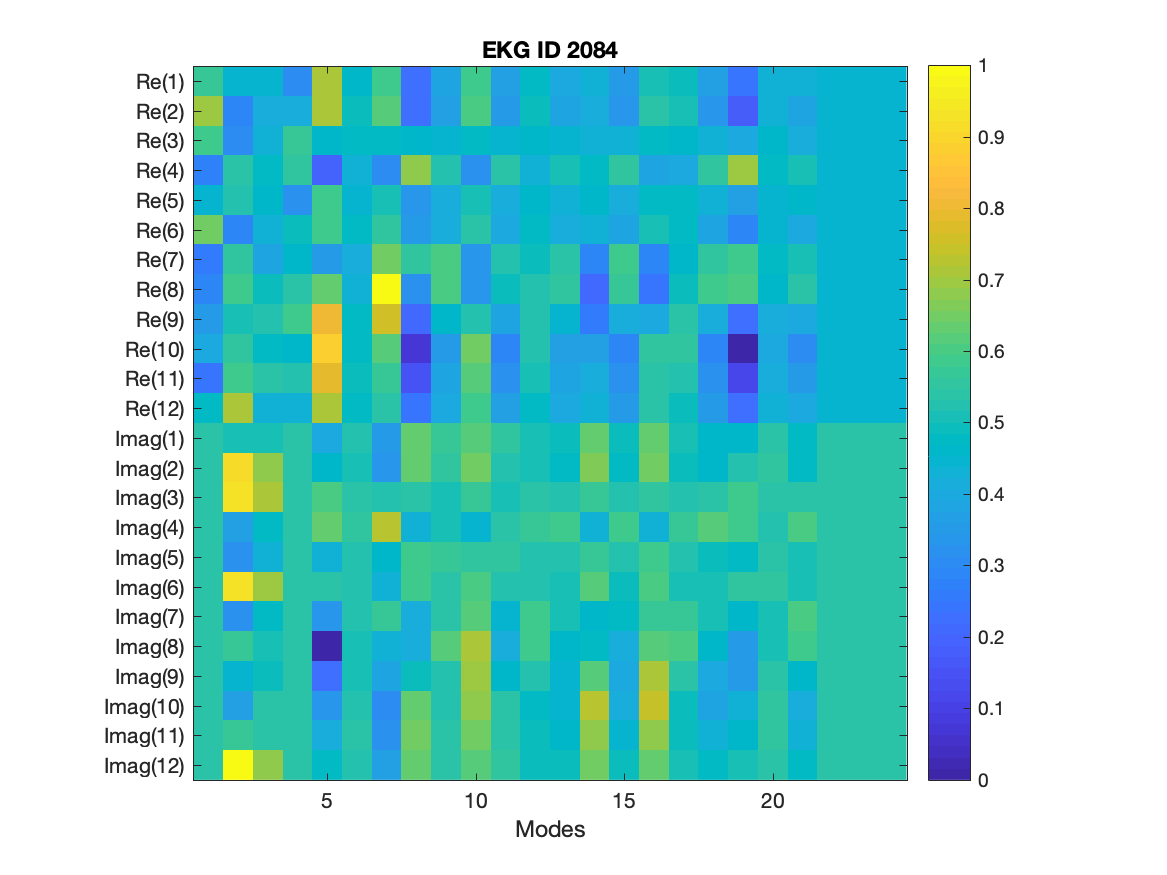 EKG ID 2084
Re(1)
Re(2)
Re(3)
Re(4)
Re(5)
Re(6)
Re(7)
Re(8)
Re(9)
Re(10)
Re(11)
Re(12)
Imag(1)
Imag(2)
Imag(3)
Imag(4)
Imag(5)
Imag(6)
Imag(7)
Imag(8)
Imag(9)
Imag(10)
Imag(11)
Imag(12)
5 10 15 20
Modes
1
0.9
0.8
0.7
0.6
0.5
0.4
0.3
0.2
0.1
0